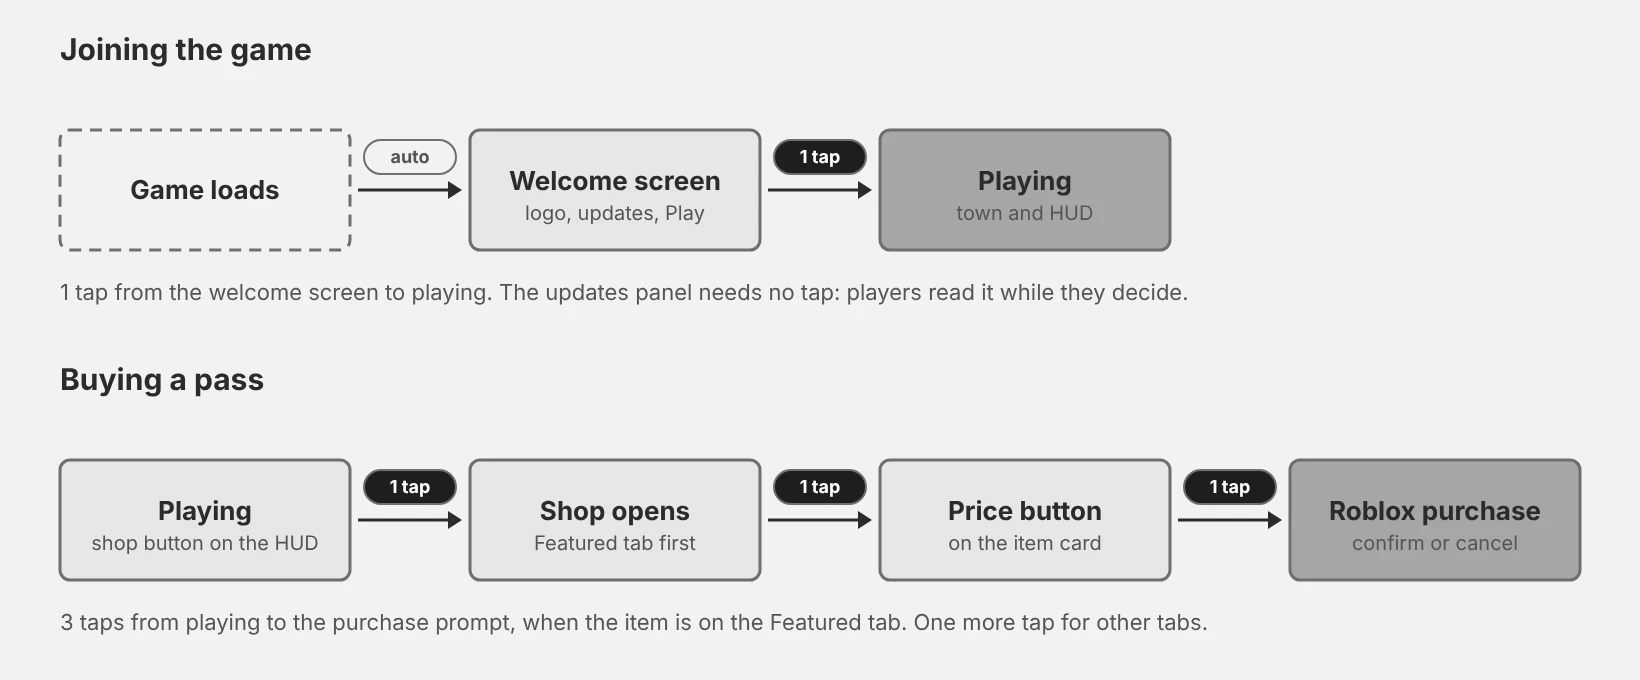 Joining the game
Game loads
auto
Welcome screen
logo, updates, Play
1 tap
Playing
town and HUD
1 tap from the welcome screen to playing. The updates panel needs no tap: players read it while they decide.
Buying a pass
Playing
shop button on the HUD
1 tap
Shop opens
Featured tab first
1 tap
Price button
on the item card
1 tap
Roblox purchase
confirm or cancel
3 taps from playing to the purchase prompt, when the item is on the Featured tab. One more tap for other tabs.